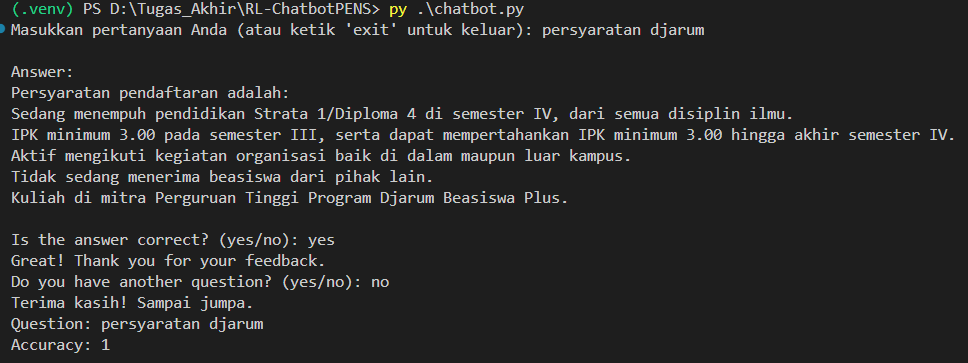 (.venv) PS D:\Tugas_Akhir\RL-ChatbotPENS> py .\chatbot.py
Masukkan pertanyaan Anda (atau ketik 'exit' untuk keluar): persyaratan djarum
Answer:
Persyaratan pendaftaran adalah:
Sedang menempuh pendidikan Strata 1/Diploma 4 di semester IV, dari semua disiplin ilmu.
IPK minimum 3.00 pada semester III, serta dapat mempertahankan IPK minimum 3.00 hingga akhir semester IV.
Aktif mengikuti kegiatan organisasi baik di dalam maupun luar kampus.
Tidak sedang menerima beasiswa dari pihak lain.
Kuliah di mitra Perguruan Tinggi Program Djarum Beasiswa Plus.
Is the answer correct? (yes/no): yes
Great! Thank you for your feedback.
Do you have another question? (yes/no): no
Terima kasih! Sampai jumpa.
Question: persyaratan djarum
Accuracy: 1